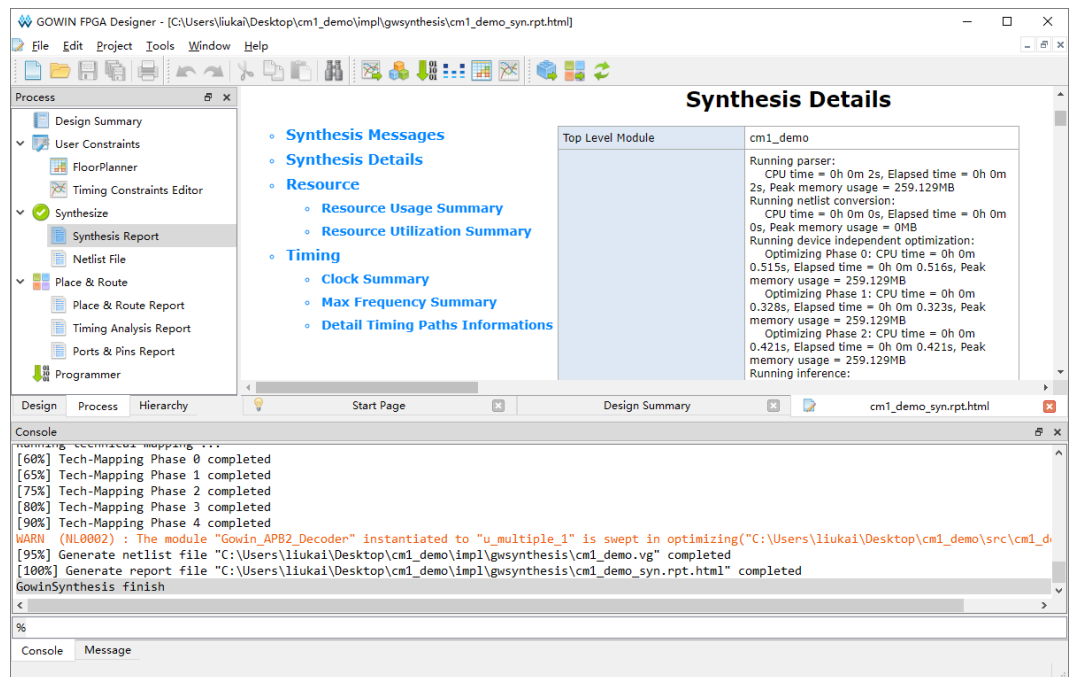 GOWIN FPGA Designer - [C:\Users\liukai\Desktop\cm1_demo\impl\gwsynthesis\cm1_demo_syn.rpt.html]
File Edit Project Tools Window Help
Process
Design Summary
User Constraints
FloorPlanner
Timing Constraints Editor
Synthesize
Synthesis Report
Netlist File
Place & Route
Place & Route Report
Timing Analysis Report
Ports & Pins Report
Programmer
Design Process Hierarchy
Synthesis Messages
Synthesis Details
Resource
Resource Usage Summary
Resource Utilization Summary
Timing
Clock Summary
Max Frequency Summary
Detail Timing Paths Informations
Synthesis Details
Top Level Module cm1_demo
Running parser:
CPU time = 0h 0m 2s, Elapsed time = 0h 0m
2s, Peak memory usage = 259.129MB
Running netlist conversion:
CPU time = 0h 0m 0s, Elapsed time = 0h 0m
0s, Peak memory usage = 0MB
Running device independent optimization:
Optimizing Phase 0: CPU time = 0h 0m
0.515s, Elapsed time = 0h 0m 0.516s, Peak
memory usage = 259.129MB
Optimizing Phase 1: CPU time = 0h 0m
0.328s, Elapsed time = 0h 0m 0.323s, Peak
memory usage = 259.129MB
Optimizing Phase 2: CPU time = 0h 0m
0.421s, Elapsed time = 0h 0m 0.421s, Peak
memory usage = 259.129MB
Running inference:
Start Page Design Summary cm1_demo_syn.rpt.html
Console
Running technical mapping ...
[60%] Tech-Mapping Phase 0 completed
[65%] Tech-Mapping Phase 1 completed
[75%] Tech-Mapping Phase 2 completed
[80%] Tech-Mapping Phase 3 completed
[90%] Tech-Mapping Phase 4 completed
WARN (NL0002) : The module "Gowin_APB2_Decoder" instantiated to "u_multiple_1" is swept in optimizing("C:\Users\liukai\Desktop\cm1_demo\src\cm1_d
[95%] Generate netlist file "C:\Users\liukai\Desktop\cm1_demo\impl\gwsynthesis\cm1_demo.vg" completed
[100%] Generate report file "C:\Users\liukai\Desktop\cm1_demo\impl\gwsynthesis\cm1_demo_syn.rpt.html" completed
GowinSynthesis finish
%
Console Message